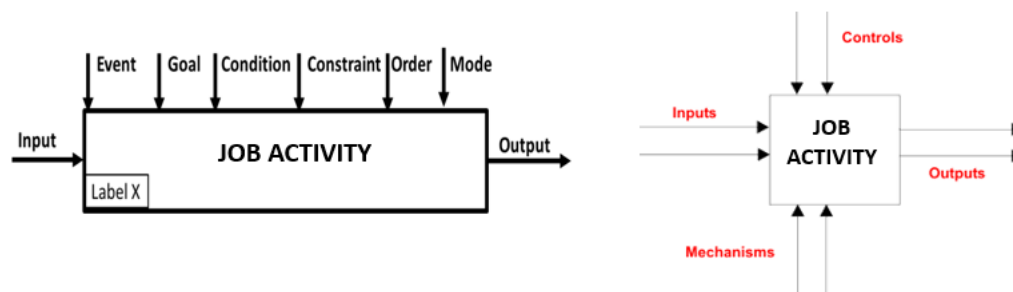 Event Goal Condition Constraint Order Mode
Input
JOB ACTIVITY
Output
Label X
Controls
Inputs
JOB
ACTIVITY
Outputs
Mechanisms